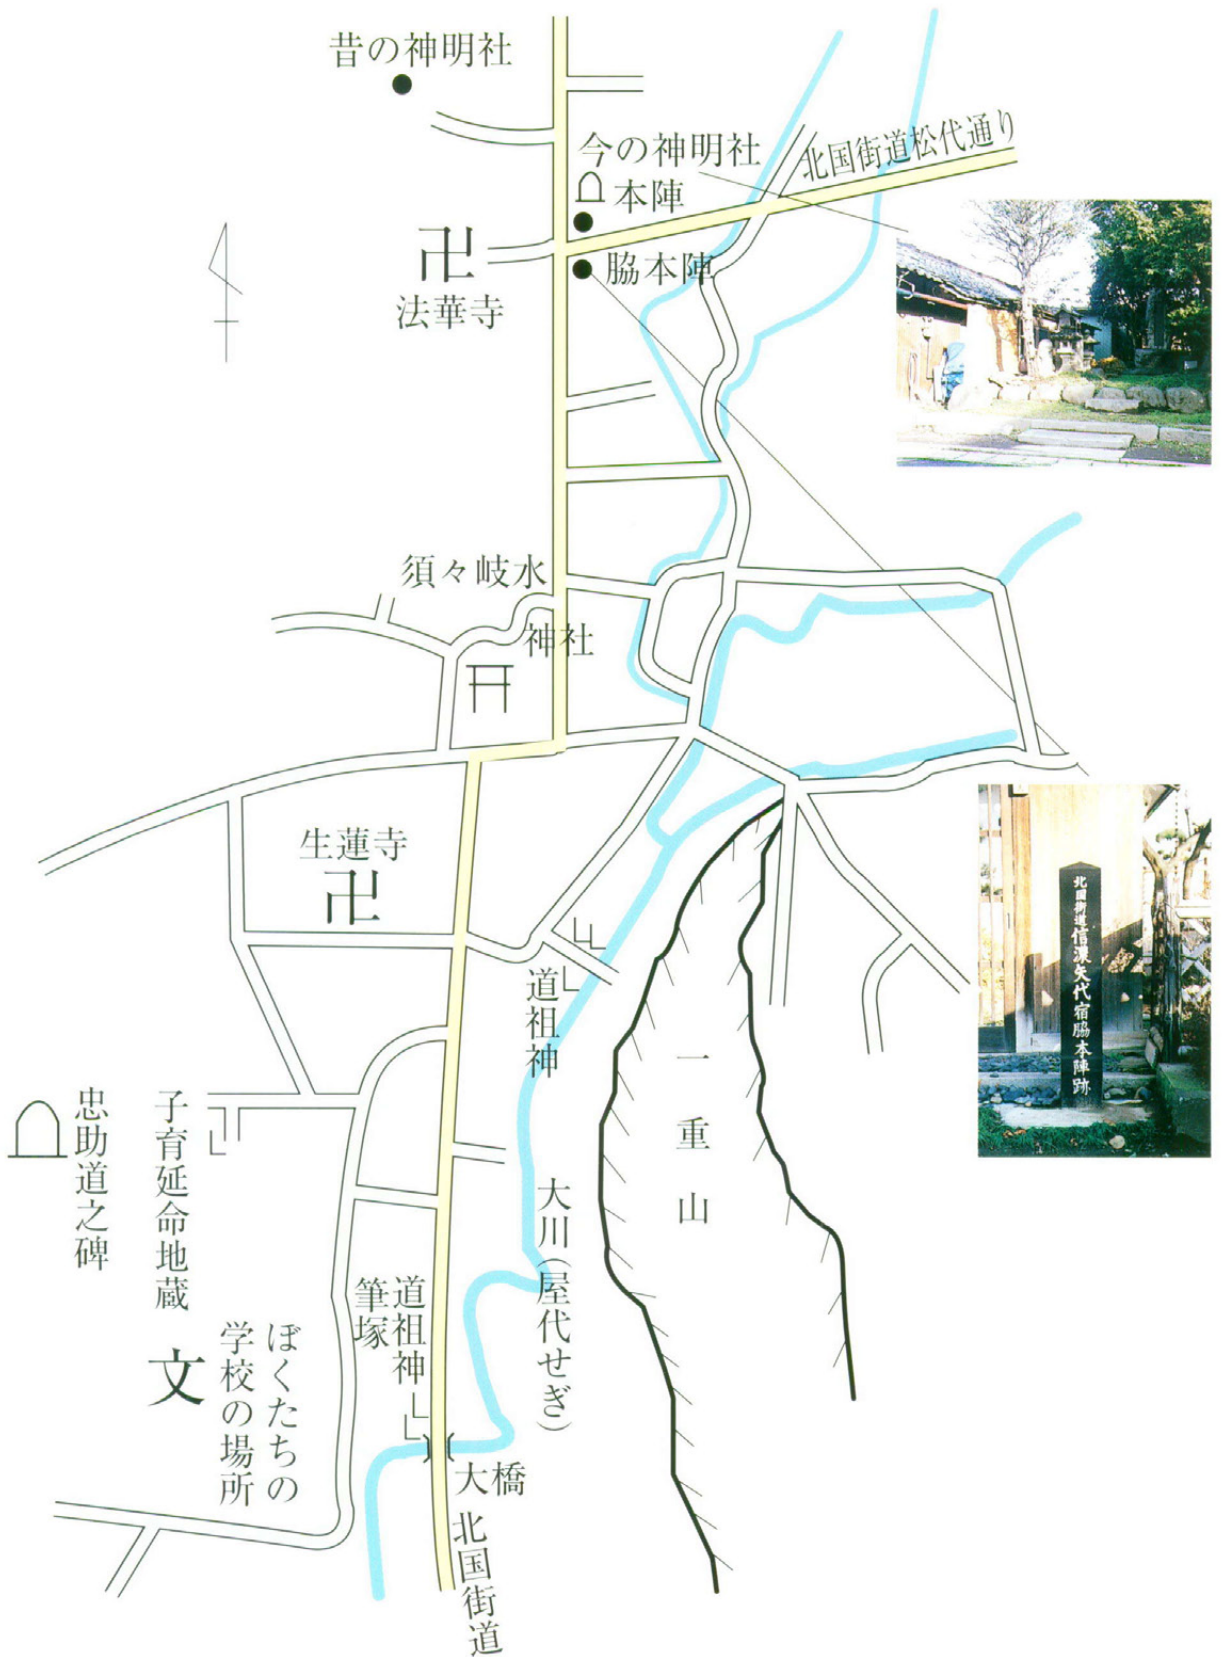 昔の神明社
今の神明社
本陣
北国街道松代通り
脇本陣
卍
法華寺
須々岐水
神社
生蓮寺
卍
道祖神
一重山
忠助道之碑
子育延命地蔵
文
ぼくたちの
学校の場所
道祖神
筆塚
大川(屋代せぎ)
大橋
北国街道
北国街道信濃矢代宿脇本陣跡